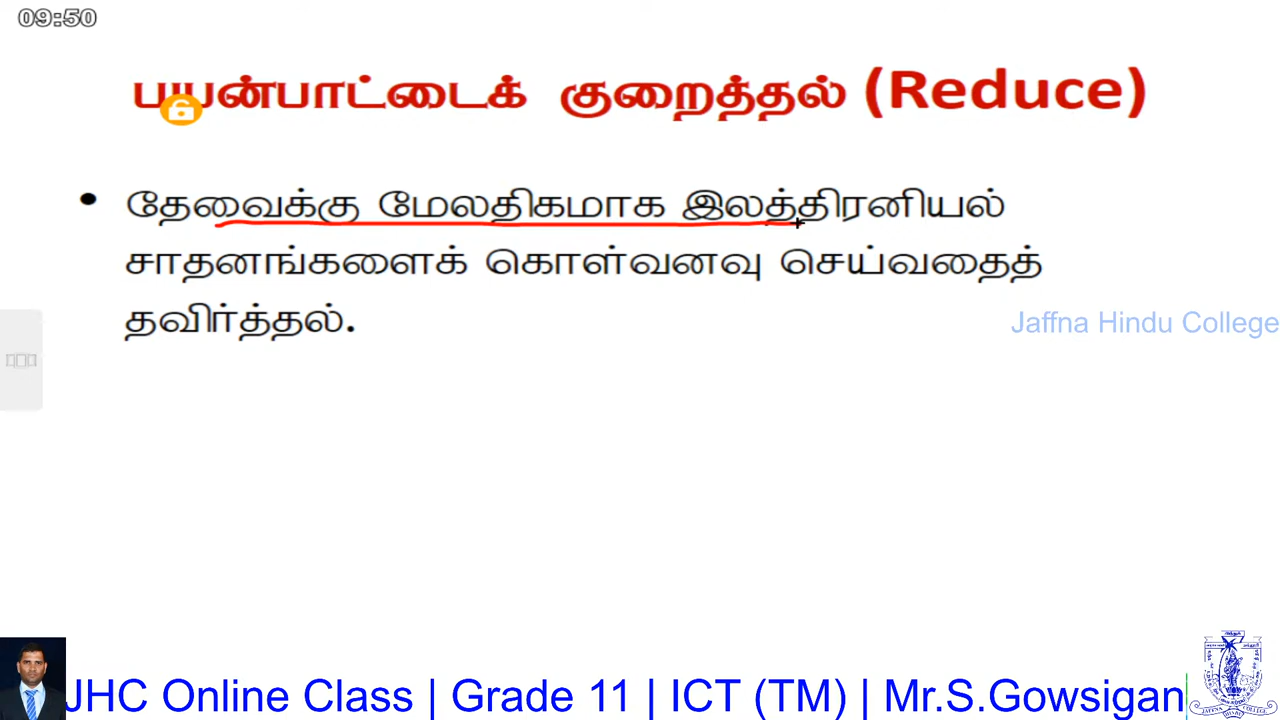 09:50
பயன்பாட்டைக் குறைத்தல் (Reduce)
• தேவைக்கு மேலதிகமாக இலத்திரனியல்
சாதனங்களைக் கொள்வனவு செய்வதைத்
தவிர்த்தல்.
Jaffna Hindu College
JHC Online Class | Grade 11 | ICT (TM) | Mr.S.Gowsigan